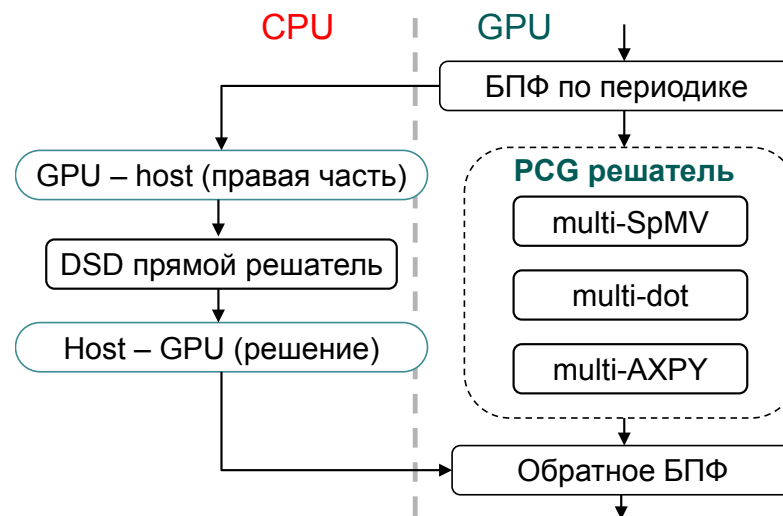 CPU
GPU
БПФ по периодике
GPU – host (правая часть)
DSD прямой решатель
Host – GPU (решение)
PCG решатель
multi-SpMV
multi-dot
multi-AXPY
Обратное БПФ